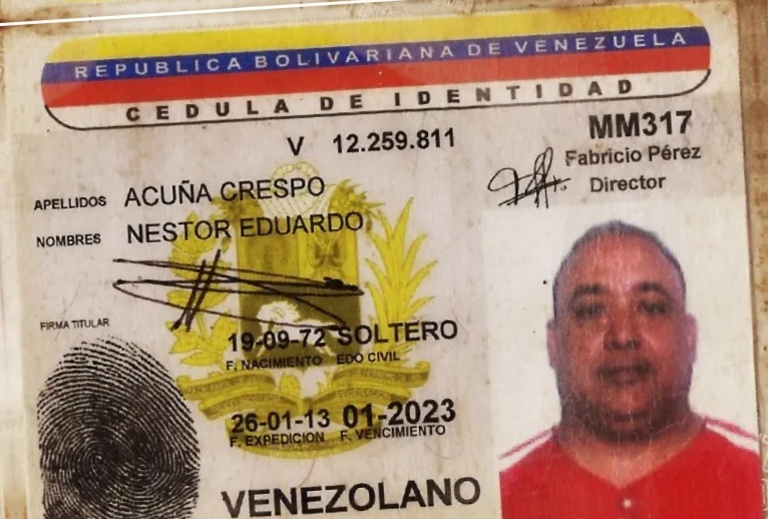 REPUBLICA BOLIVARIANA DE VENEZUELA
CEDULA DE IDENTIDAD
V 12.259.811
MM317
Fabricio Pérez
Director
APELLIDOS ACUÑA CRESPO
NOMBRES NESTOR EDUARDO
FIRMA TITULAR
19-09-72 SOLTERO
F. NACIMIENTO EDO CIVIL
26-01-13 01-2023
F. EXPEDICION F. VENCIMIENTO
VENEZOLANO